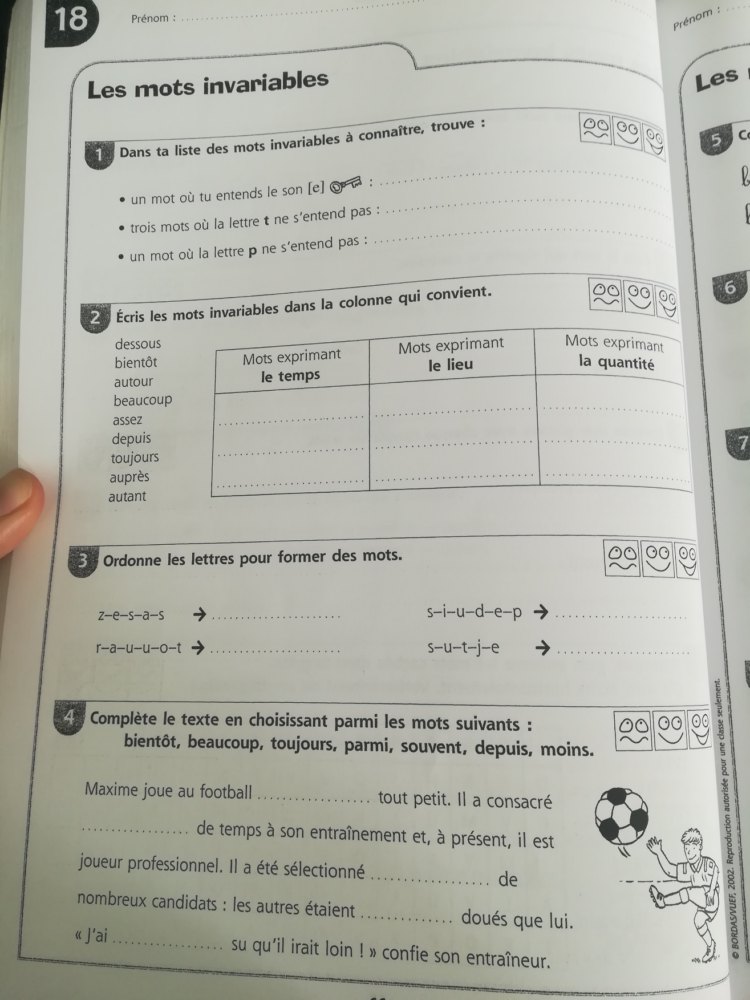 18
Prénom :
Les mots invariables
1 Dans ta liste des mots invariables à connaître, trouve :
• un mot où tu entends le son [e] :
• trois mots où la lettre t ne s'entend pas :
• un mot où la lettre p ne s'entend pas :
2 Écris les mots invariables dans la colonne qui convient.
dessous
bientôt
autour
beaucoup
assez
depuis
toujours
auprès
autant
Mots exprimant
le temps
Mots exprimant
le lieu
Mots exprimant
la quantité
3 Ordonne les lettres pour former des mots.
z–e–s–a–s → 
s–i–u–d–e–p → 
r–a–u–u–o–t → 
s–u–t–j–e → 
4 Complète le texte en choisissant parmi les mots suivants :
bientôt, beaucoup, toujours, parmi, souvent, depuis, moins.
Maxime joue au football .................. tout petit. Il a consacré
.................. de temps à son entraînement et, à présent, il est
joueur professionnel. Il a été sélectionné .................. de
nombreux candidats : les autres étaient .............. doués que lui.
« J'ai .................. su qu'il irait loin ! » confie son entraîneur.
© BORDAS/VUEF, 2002. Reproduction autorisée pour une classe seulement.
Prénom :
Les
5
6
7